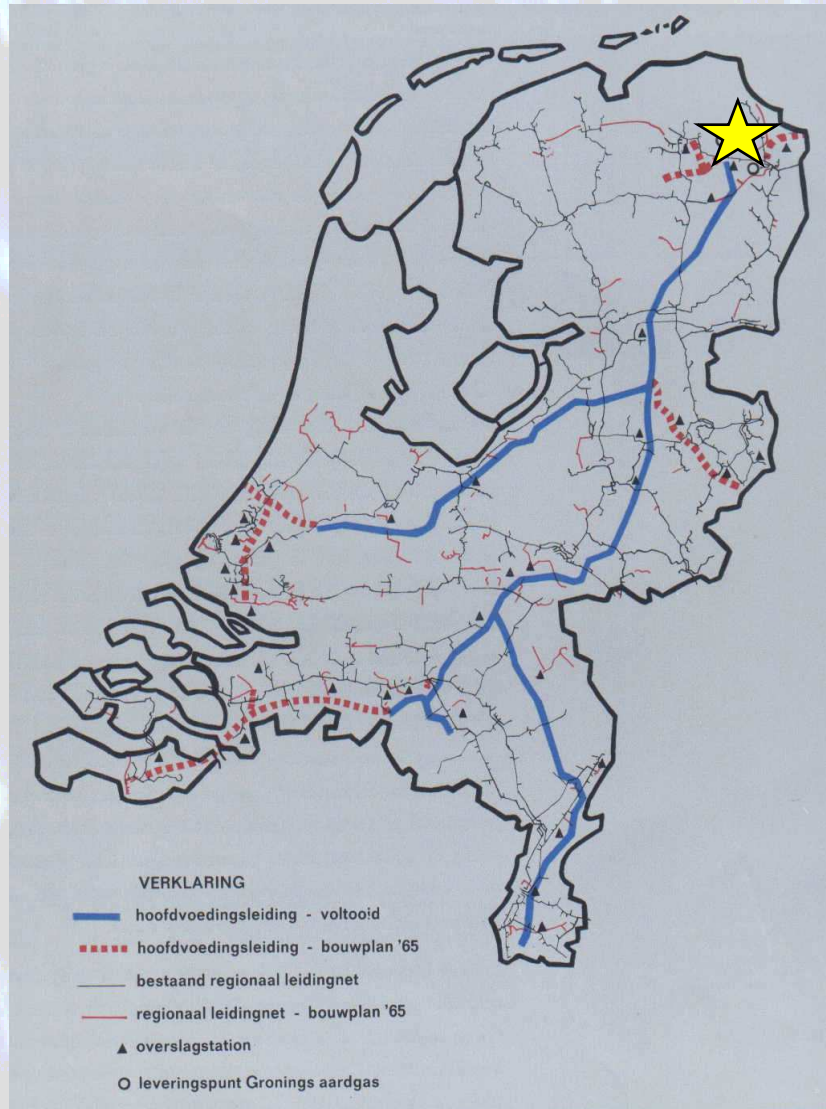 VERKLARING
hoofdvoedingsleiding - voltooid
hoofdvoedingsleiding - bouwplan '65
bestaand regionaal leidingnet
regionaal leidingnet - bouwplan '65
overslagstation
leveringspunt Gronings aardgas